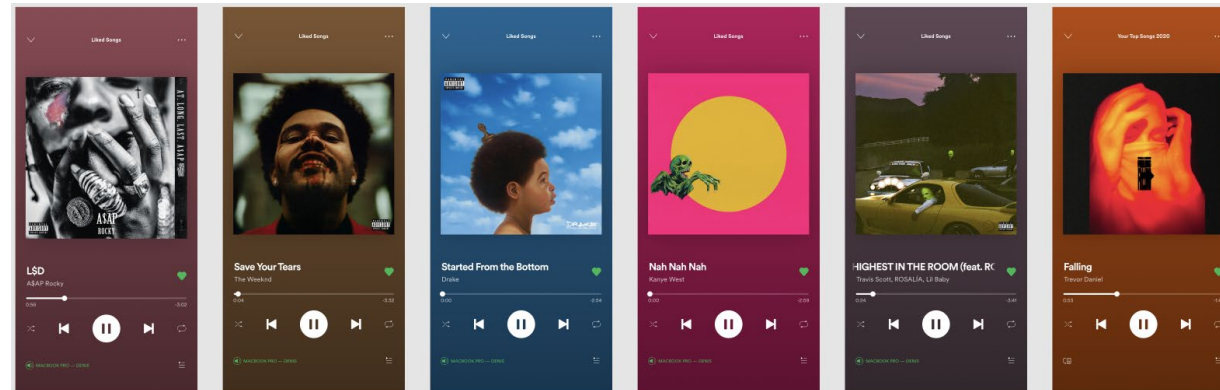 Liked Songs
AT LONG LAST A$AP
A$AP
ROCKY
L$D
A$AP Rocky
0:56
-3:02
MACBOOK PRO — DENIS
Liked Songs
Save Your Tears
The Weeknd
0:04
-3:32
MACBOOK PRO — DENIS
Liked Songs
DRAKE
Started From the Bottom
Drake
0:00
-2:54
MACBOOK PRO — DENIS
Liked Songs
Nah Nah Nah
Kanye West
0:00
MACBOOK PRO — DENIS
Liked Songs
HIGHEST IN THE ROOM (feat. RO
Travis Scott, ROSALÍA, Lil Baby
0:24
-3:41
MACBOOK PRO — DENIS
Your Top Songs 2020
Falling
Trevor Daniel
0:53